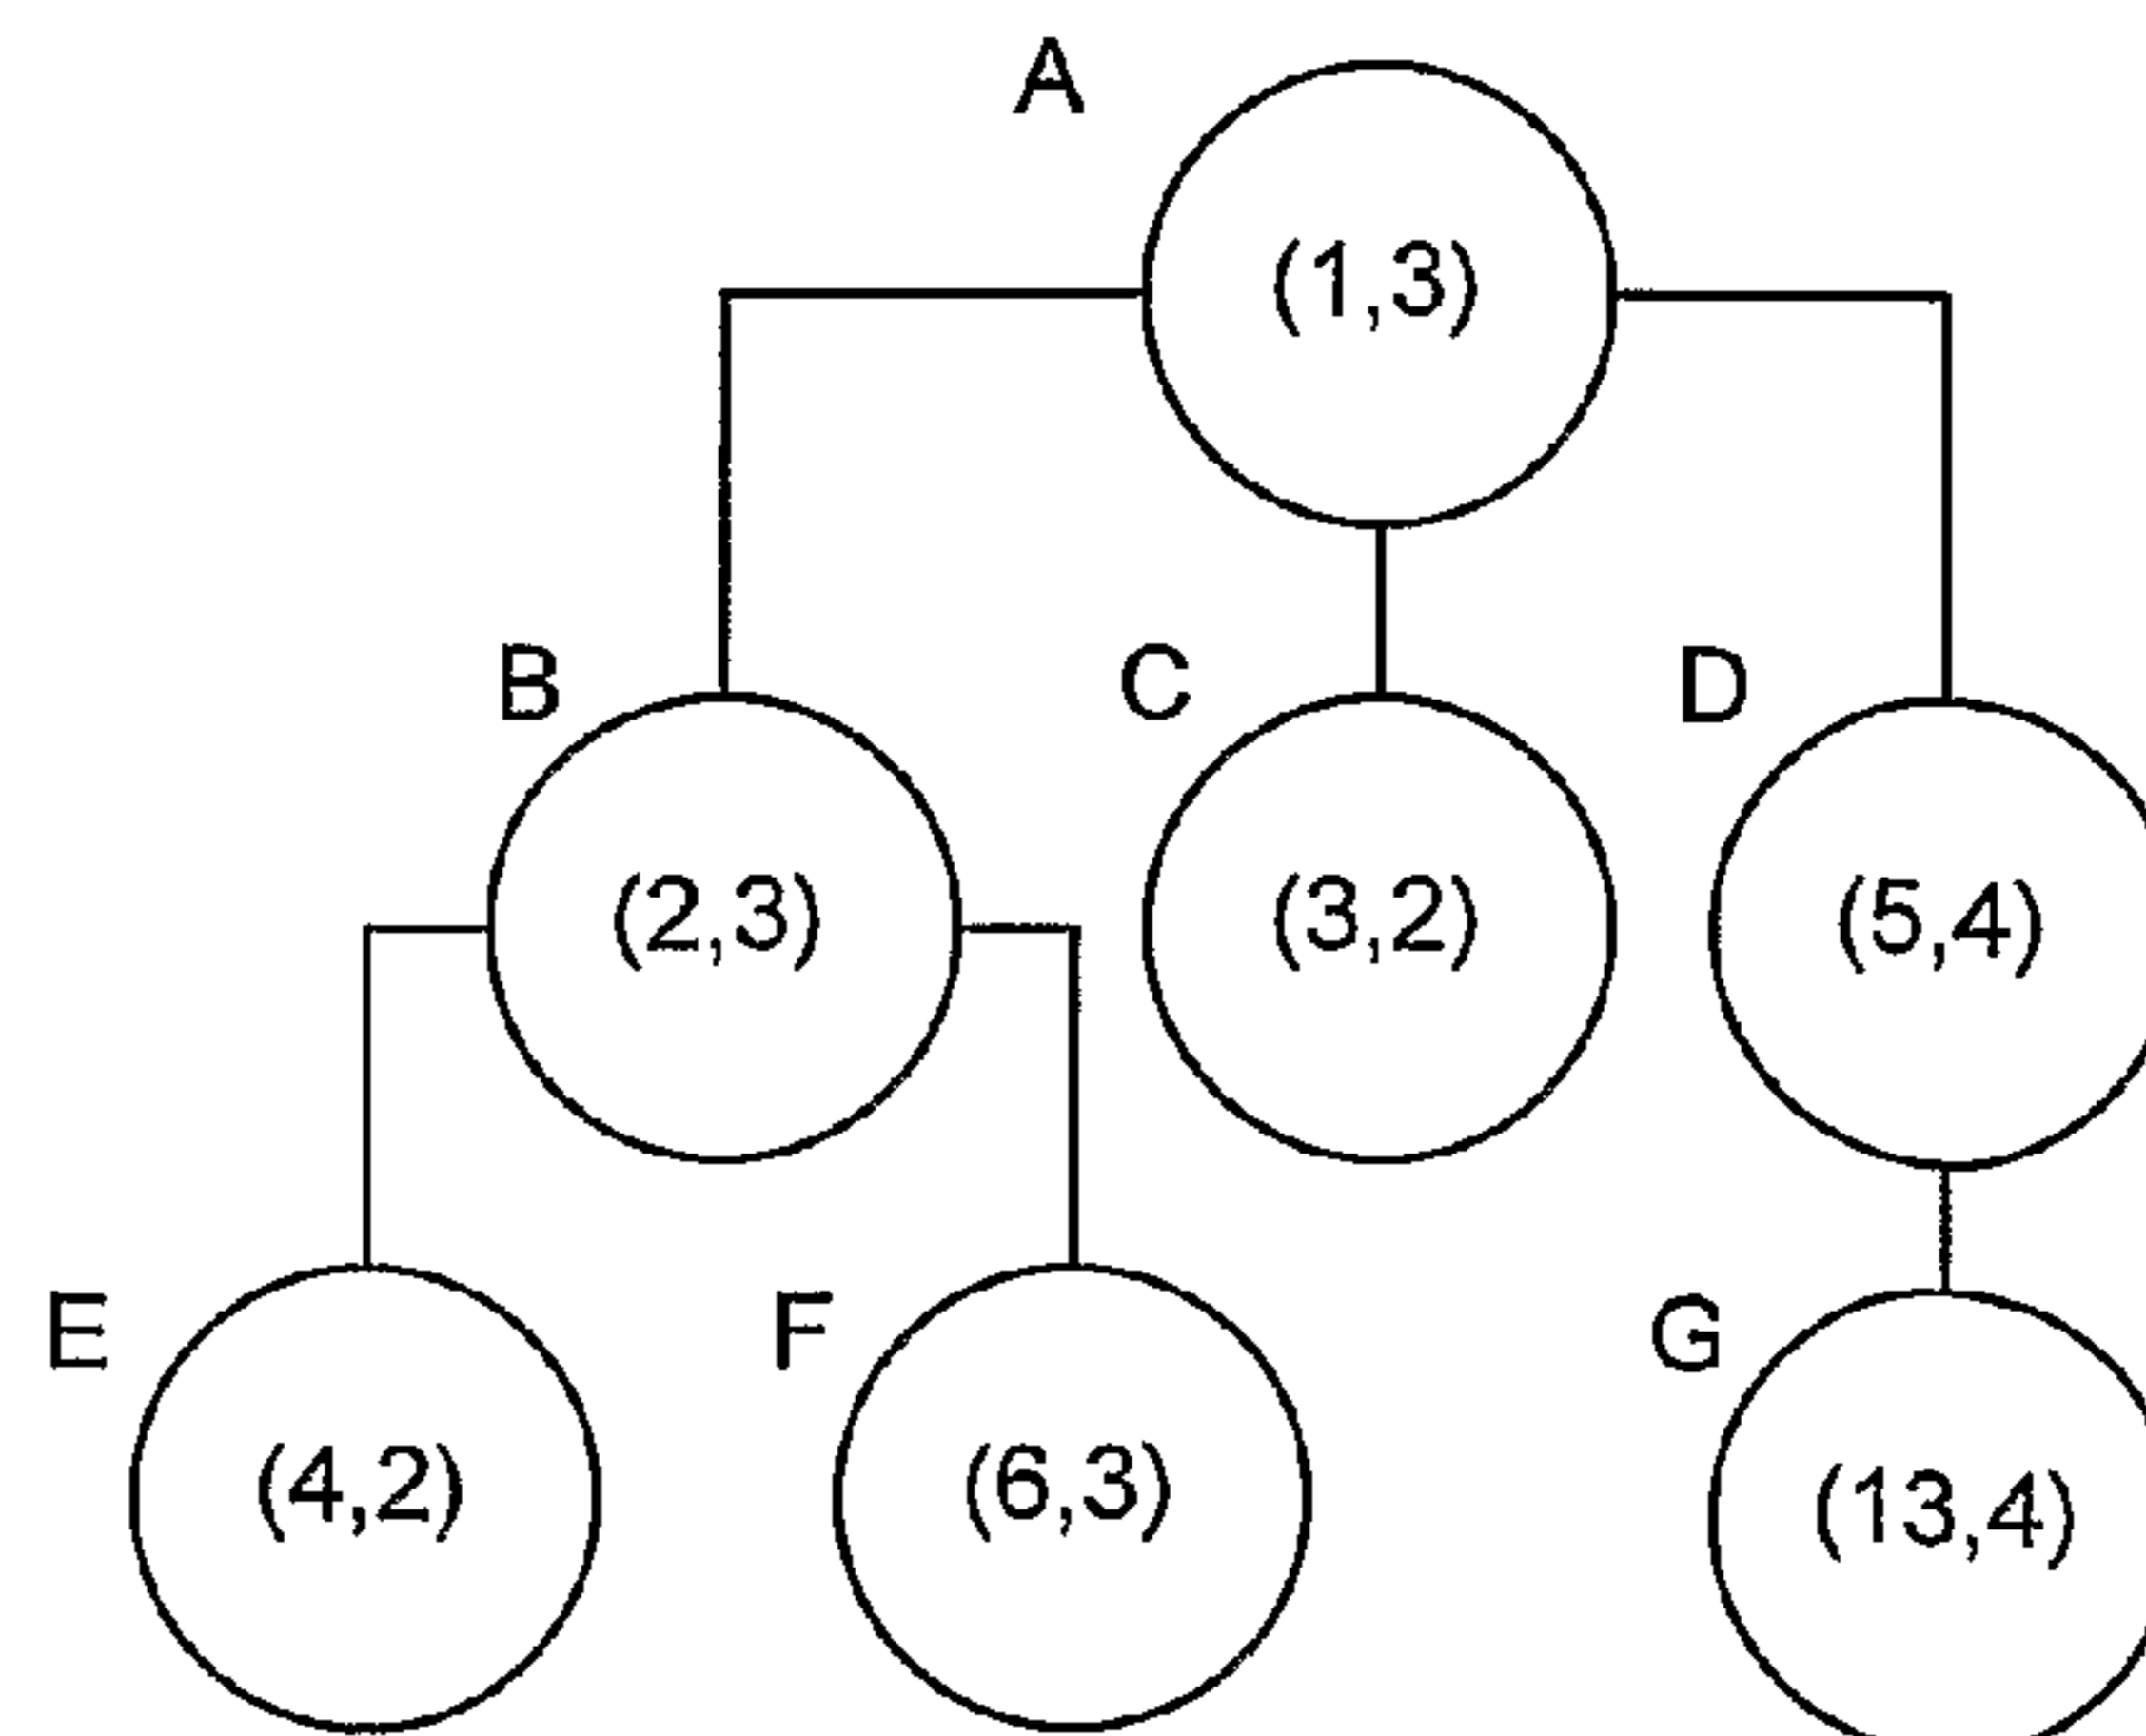 A
(1,3)
B
C
D
(2,3)
(3,2)
(5,4)
E
F
G
(4,2)
(6,3)
(13,4)